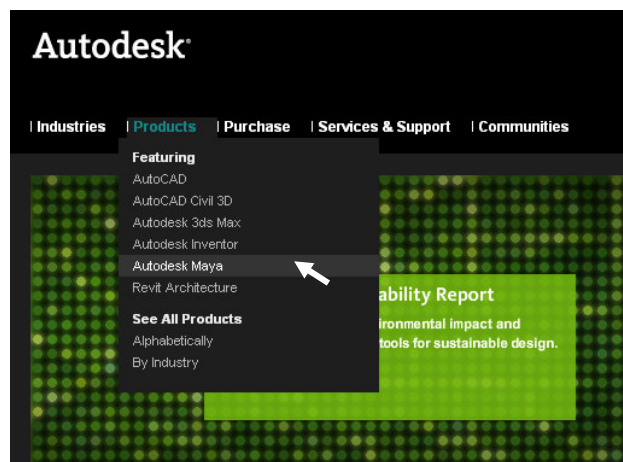 Autodesk
Industries | Products | Purchase | Services & Support | Communities
Featuring
AutoCAD
AutoCAD Civil 3D
Autodesk 3ds Max
Autodesk Inventor
Autodesk Maya
Revit Architecture
ability Report
See All Products
ironmental impact and
Alphabetically
tools for sustainable design.
By Industry